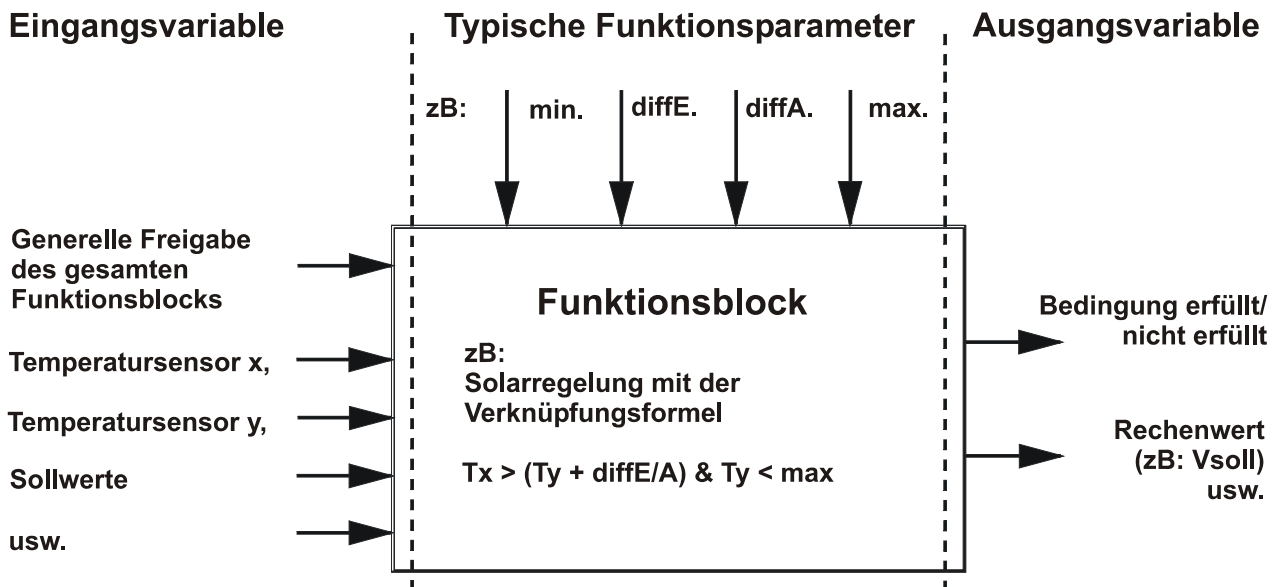 Eingangsvariable
Typische Funktionsparameter
Ausgangsvariable
zB:
min.
diffE.
diffA.
max.
Generelle Freigabe
des gesamten
Funktionsblocks
Temperatursensor x,
Temperatursensor y,
Sollwerte
usw.
Funktionsblock
zB:
Solarregelung mit der
Verknüpfungsformel
Tx > (Ty + diffE/A) & Ty < max
Bedingung erfüllt/
nicht erfüllt
Rechenwert
(zB: Vsoll)
usw.